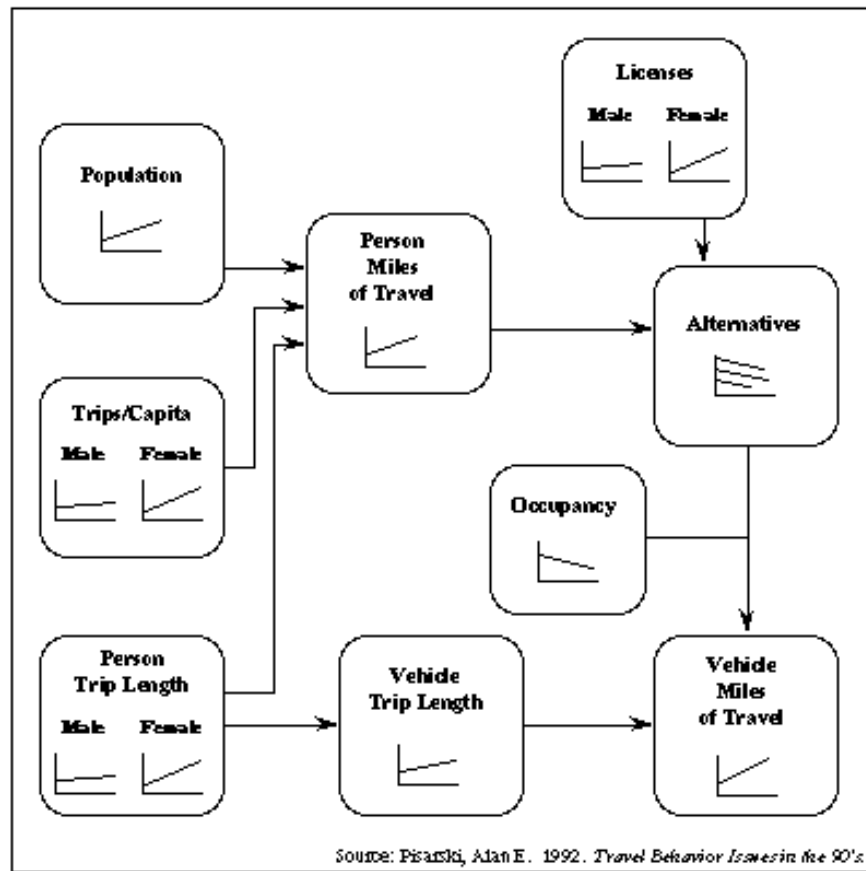 Licenses
Male Female
Population
Person
Miles
of Travel
Alternatives
Trips/Capita
Male Female
Occupancy
Person
Trip Length
Male Female
Vehicle
Trip Length
Vehicle
Miles
of Travel
Source: Pisarski, Alan E. 1992. Travel Behavior Issues in the 90's.